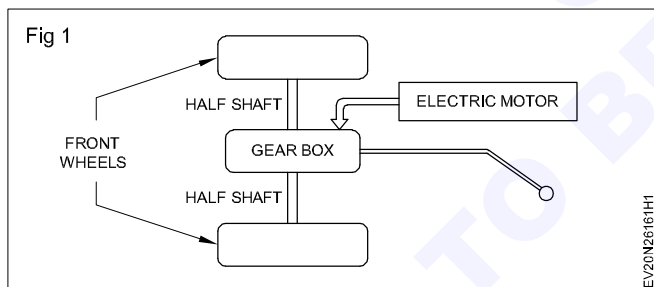 Fig 1
HALF SHAFT
ELECTRIC MOTOR
FRONT
WHEELS
GEAR BOX
HALF SHAFT
EV20N26161H1